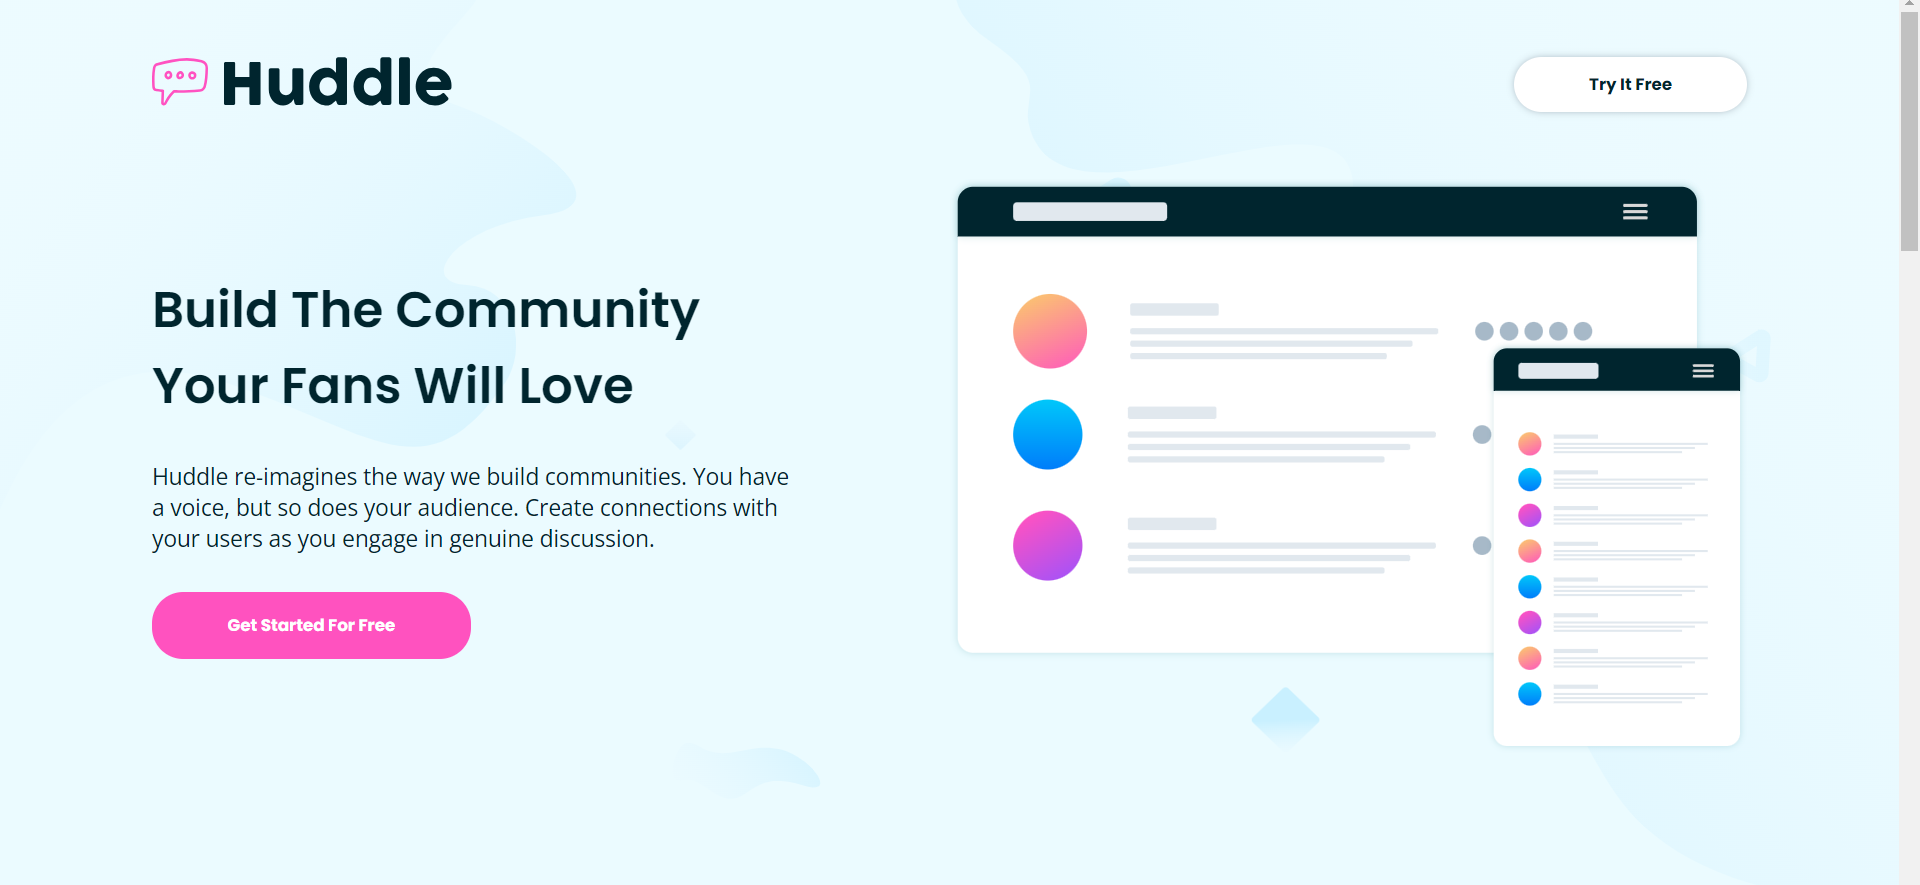 Huddle
Try It Free
Build The Community
Your Fans Will Love
Huddle re-imagines the way we build communities. You have
a voice, but so does your audience. Create connections with
your users as you engage in genuine discussion.
Get Started For Free